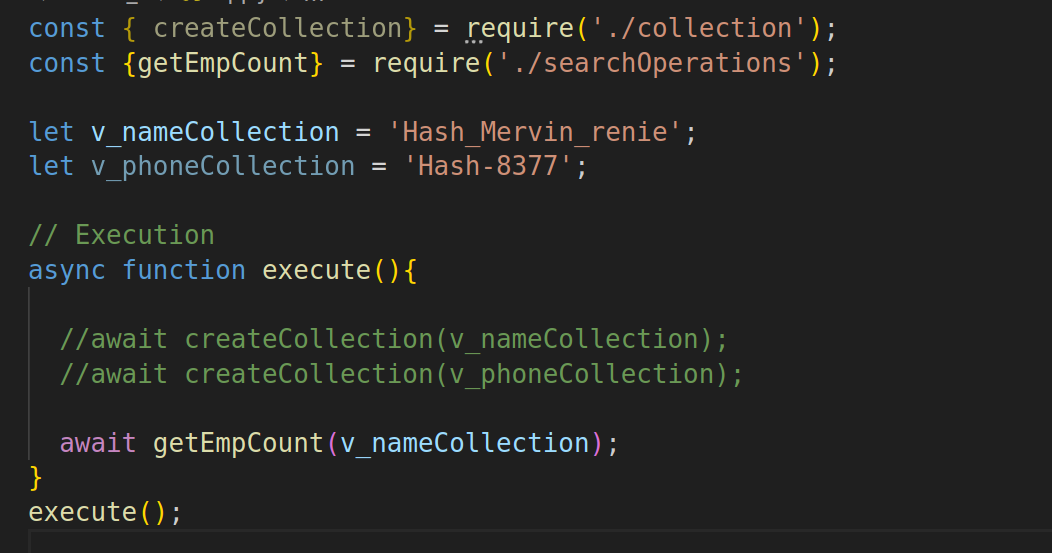 const { createCollection} = require('./collection');
const {getEmpCount} = require('./searchOperations');
let v_nameCollection = 'Hash_Mervin_renie';
let v_phoneCollection = 'Hash-8377';
// Execution
async function execute(){
//await createCollection(v_nameCollection);
//await createCollection(v_phoneCollection);
await getEmpCount(v_nameCollection);
}
execute();